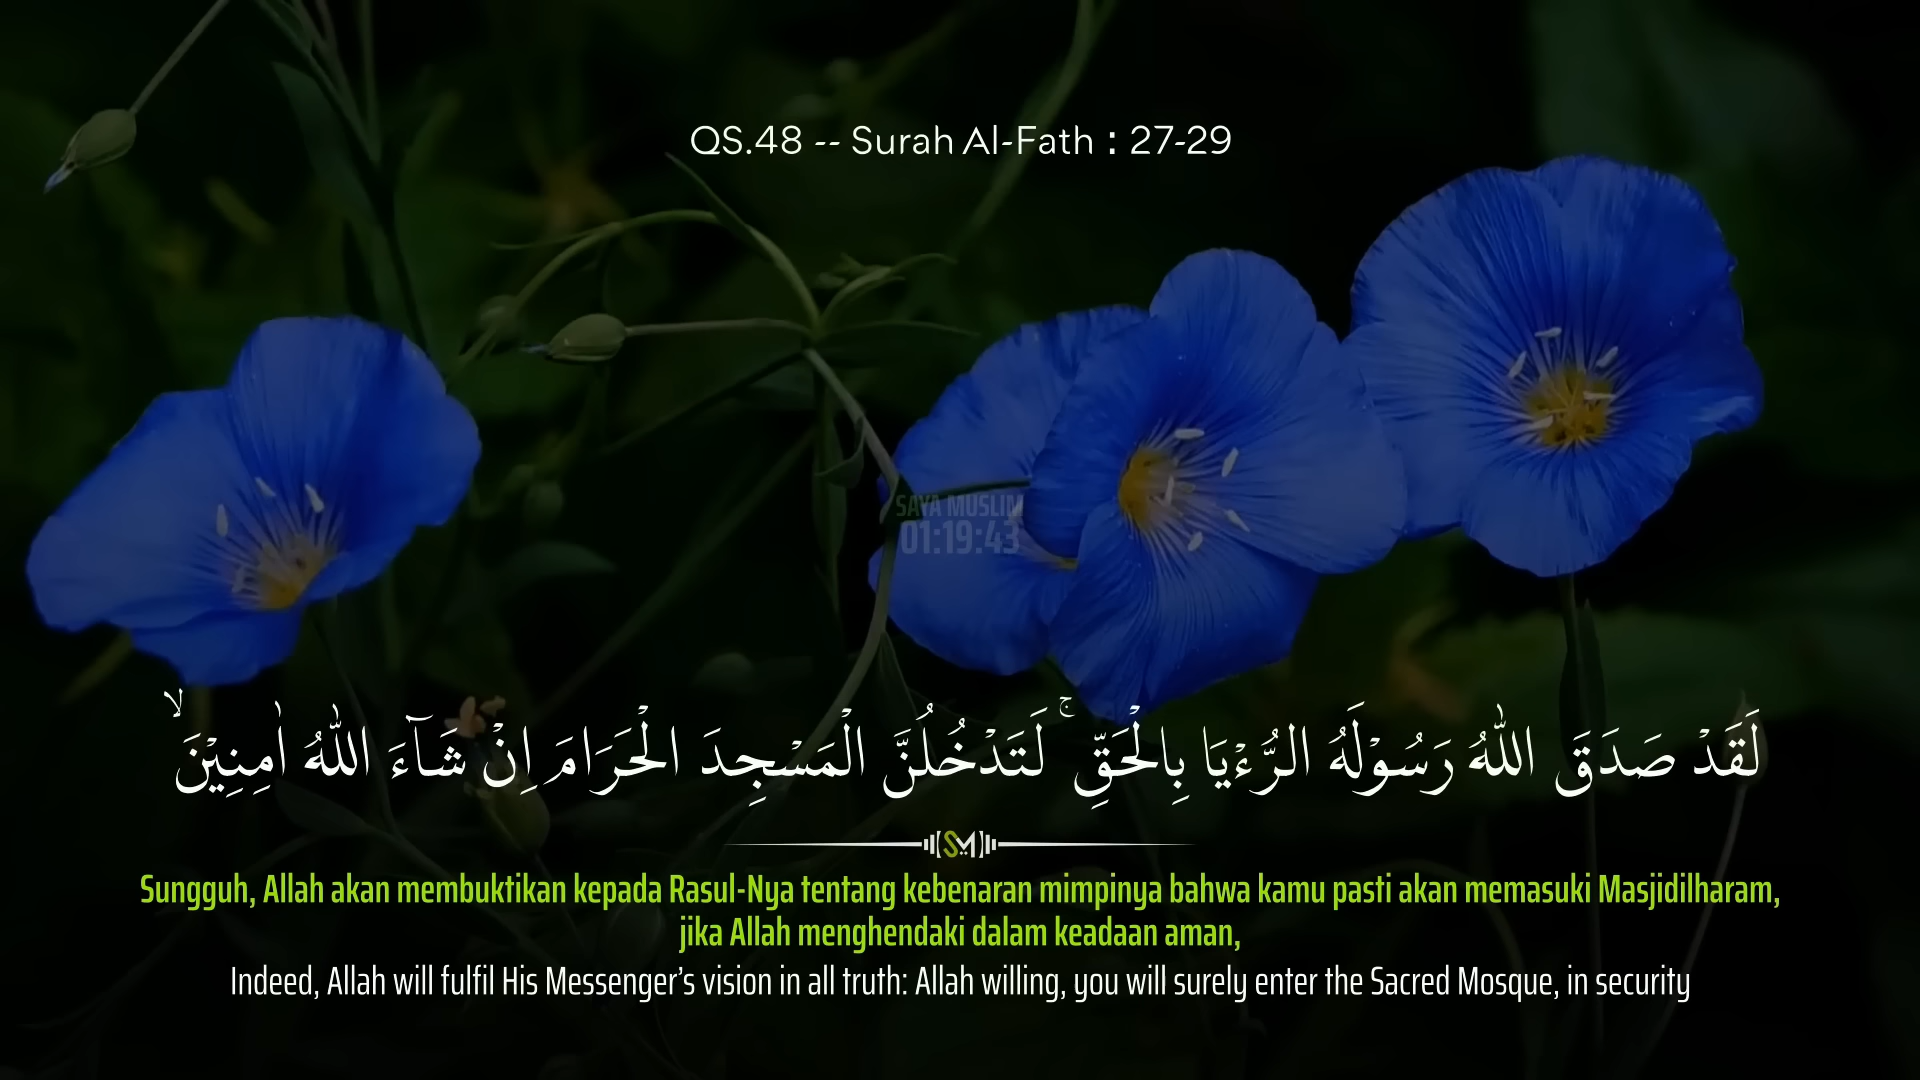 QS.48 -- Surah Al-Fath : 27-29
SAYA MUSLIM
01:19:43
لَقَدْ صَدَقَ اللّٰهُ رَسُوْلَهُ الرُّءْيَا بِالْحَقِّ ۚ لَتَدْخُلُنَّ الْمَسْجِدَ الْحَرَامَ اِنْ شَاۤءَ اللّٰهُ اٰمِنِيْنَ ۙ
SM
Sungguh, Allah akan membuktikan kepada Rasul-Nya tentang kebenaran mimpinya bahwa kamu pasti akan memasuki Masjidilharam,
jika Allah menghendaki dalam keadaan aman,
Indeed, Allah will fulfil His Messenger’s vision in all truth: Allah willing, you will surely enter the Sacred Mosque, in security